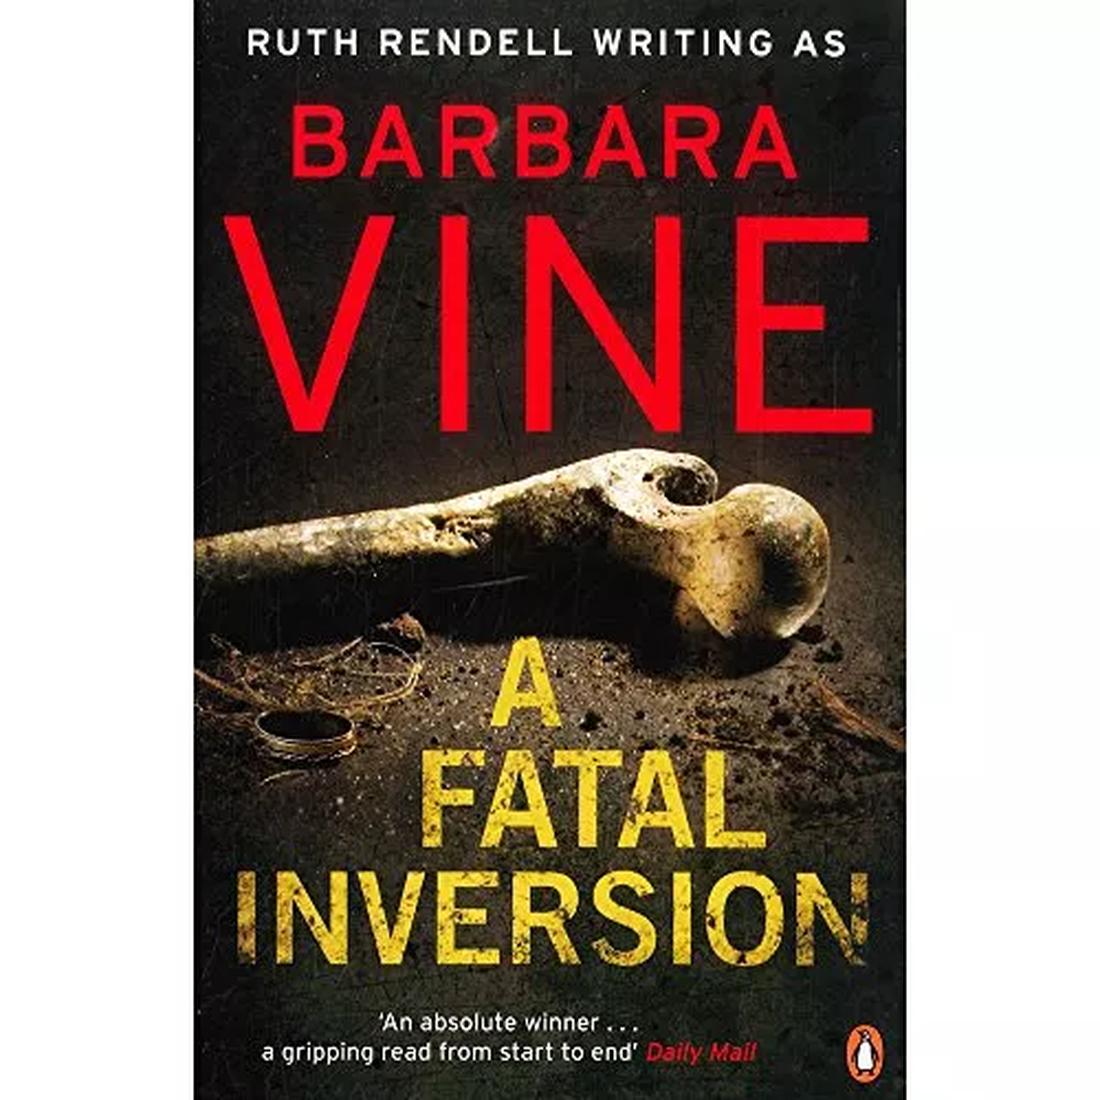 RUTH RENDELL WRITING AS
BARBARA
VINE
A
FATAL
INVERSION
'An absolute winner . . .
a gripping read from start to end' Daily Mail